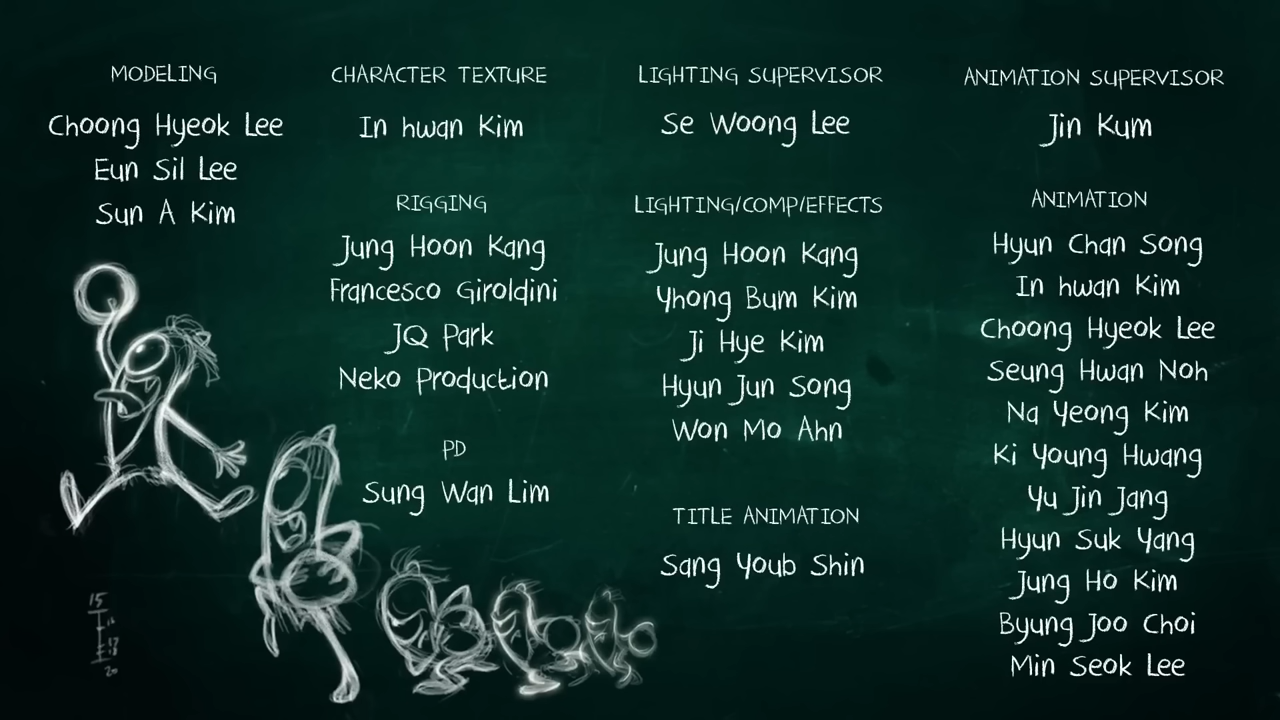 MODELING
Choong Hyeok Lee
Eun Sil Lee
Sun A Kim
CHARACTER TEXTURE
In hwan Kim
RIGGING
Jung Hoon Kang
Francesco Giroldini
JQ Park
Neko Production
PD
Sung Wan Lim
LIGHTING SUPERVISOR
Se Woong Lee
LIGHTING/COMP/EFFECTS
Jung Hoon Kang
Yhong Bum Kim
Ji Hye Kim
Hyun Jun Song
Won Mo Ahn
TITLE ANIMATION
Sang Youb Shin
ANIMATION SUPERVISOR
Jin Kum
ANIMATION
Hyun Chan Song
In hwan Kim
Choong Hyeok Lee
Seung Hwan Noh
Na Yeong Kim
Ki Young Hwang
Yu Jin Jang
Hyun Suk Yang
Jung Ho Kim
Byung Joo Choi
Min Seok Lee
15
20